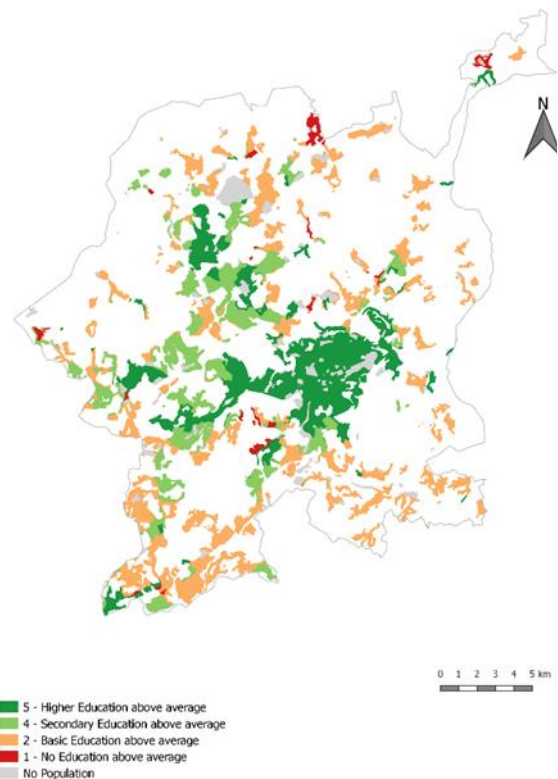 N
0 1 2 3 4 5 km
5 - Higher Education above average
4 - Secondary Education above average
2 - Basic Education above average
1 - No Education above average
No Population